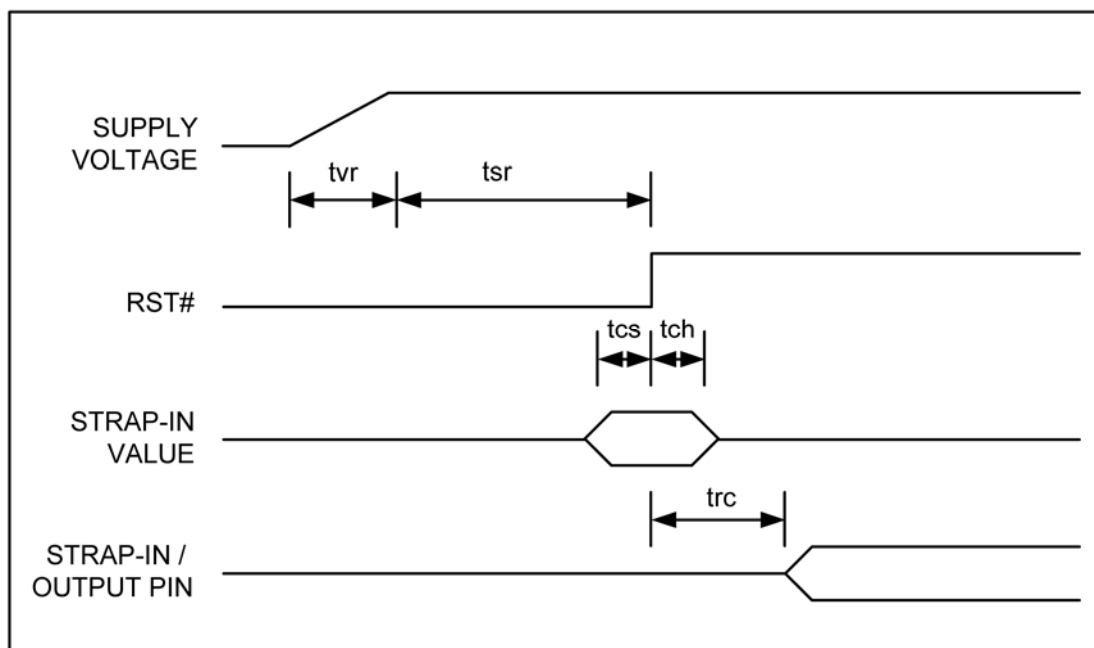 SUPPLY
VOLTAGE
tvr
tsr
RST#
tcs
tch
STRAP-IN
VALUE
trc
STRAP-IN /
OUTPUT PIN